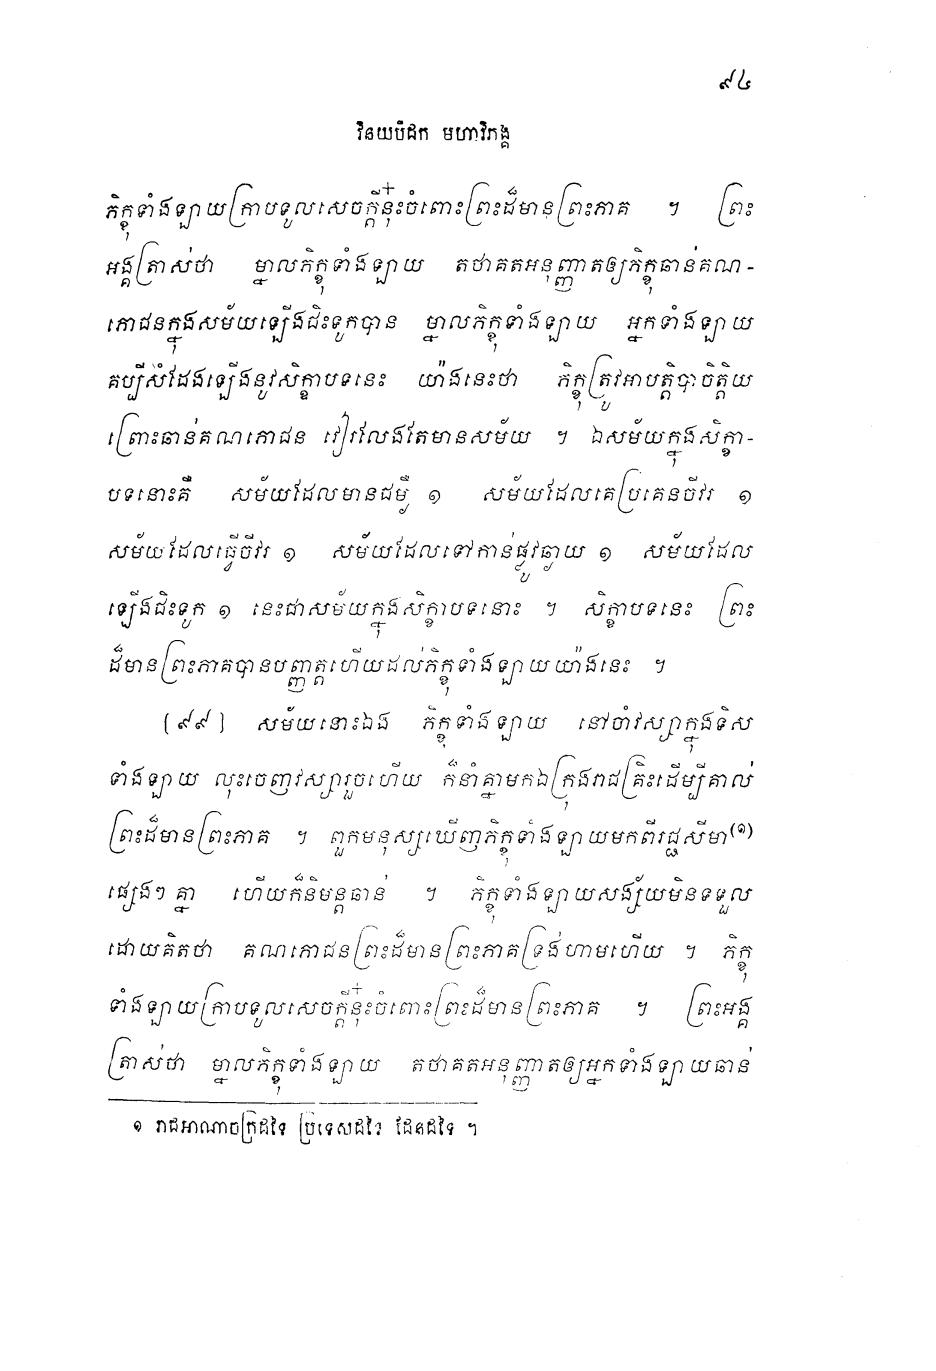 ៩៤
វិនយបិដក មហាវិភង្គ
ភិក្ខុទាំងឡាយក្រាបទូលសេចក្តីនុ៎ះចំពោះព្រះដ៏មានព្រះភាគ ។ ព្រះ
អង្គត្រាស់ថា ម្នាលភិក្ខុទាំងឡាយ តថាគតអនុញ្ញាតឲ្យភិក្ខុឆាន់គណ-
ភោជនក្នុងសម័យឡើងជិះទូកបាន ម្នាលភិក្ខុទាំងឡាយ អ្នកទាំងឡាយ
គប្បីសំដែងឡើងនូវសិក្ខាបទនេះ យ៉ាងនេះថា ភិក្ខុត្រូវអាបត្តិបាចិត្តិយ
ព្រោះឆាន់គណភោជន វៀរលែងតែមានសម័យ ។ ឯសម័យក្នុងសិក្ខា-
បទនោះគឺ សម័យដែលមានជម្ងឺ ១ សម័យដែលគេប្រគេនចីវរ ១
សម័យដែលធ្វើចីវរ ១ សម័យដែលទៅកាន់ផ្លូវឆ្ងាយ ១ សម័យដែល
ឡើងជិះទូក ១ នេះជាសម័យក្នុងសិក្ខាបទនោះ ។ សិក្ខាបទនេះ ព្រះ
ដ៏មានព្រះភាគបានបញ្ញត្តហើយដល់ភិក្ខុទាំងឡាយយ៉ាងនេះ ។
[៩៩] សម័យនោះឯង ភិក្ខុទាំងឡាយ នៅចាំវស្សាក្នុងទិស
ទាំងឡាយ លុះចេញវស្សារួចហើយ ក៏នាំគ្នាមកឯក្រុងរាជគ្រិះដើម្បីគាល់
ព្រះដ៏មានព្រះភាគ ។ ពួកមនុស្សឃើញភិក្ខុទាំងឡាយមកពីរដ្ឋសីមា(១)
ផ្សេងៗ គ្នា ហើយក៏និមន្តឆាន់ ។ ភិក្ខុទាំងឡាយសង្ស័យមិនទទួល
ដោយគិតថា គណភោជនព្រះដ៏មានព្រះភាគទ្រង់ហាមហើយ ។ ភិក្ខុ
ទាំងឡាយក្រាបទូលសេចក្តីនុ៎ះចំពោះព្រះដ៏មានព្រះភាគ ។ ព្រះអង្គ
ត្រាស់ថា ម្នាលភិក្ខុទាំងឡាយ តថាគតអនុញ្ញាតឲ្យអ្នកទាំងឡាយឆាន់
១ រាជអាណាចក្រដទៃ ប្រទេសដទៃ ដែនដទៃ ។